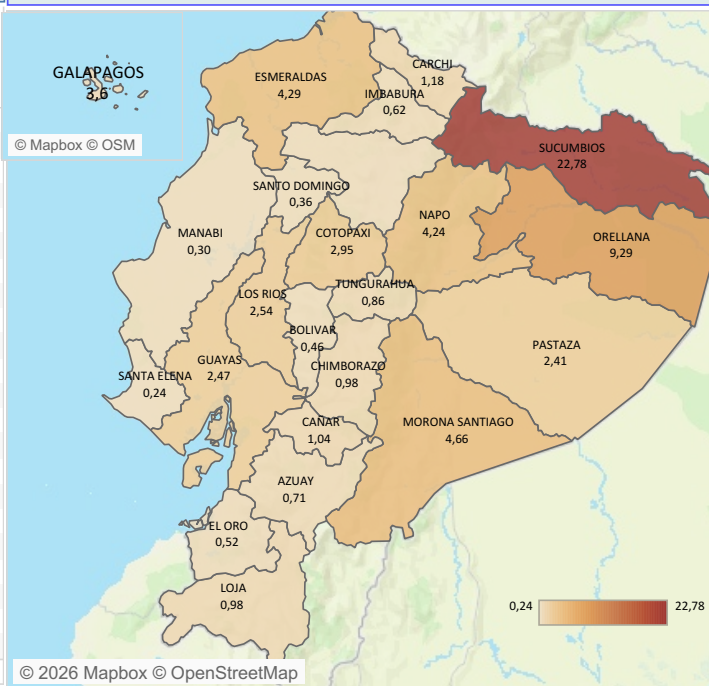 GALAPAGOS
3,6
© Mapbox © OSM
ESMERALDAS
4,29
CARCHI
1,18
IMBABURA
0,62
SUCUMBIOS
22,78
SANTO DOMINGO
0,36
MANABI
0,30
COTOPAXI
2,95
NAPO
4,24
ORELLANA
9,29
LOS RIOS
2,54
TUNGURAHUA
0,86
BOLIVAR
0,46
PASTAZA
2,41
GUAYAS
2,47
CHIMBORAZO
0,98
SANTA ELENA
0,24
CAÑAR
1,04
MORONA SANTIAGO
4,66
AZUAY
0,71
EL ORO
0,52
LOJA
0,98
0,24
22,78
© 2026 Mapbox © OpenStreetMap